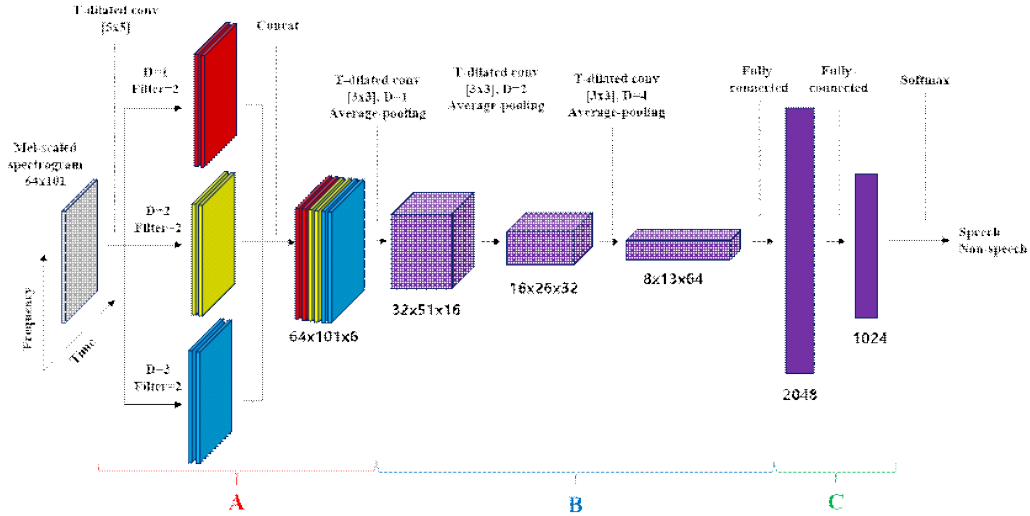 T-dilated conv
[5x5]
Concat
D=1
Filter=2
T-dilated conv
[3x3], D=1
Average-pooling
T-dilated conv
[3x3], D=2
Average-pooling
T-dilated conv
[3x3], D=4
Average-pooling
Fully
connected
Fully-
connected
Softmax
Mel-scaled
spectrogram
64x101
D=2
Filter=2
Speech
Non-speech
Frequency
Time
32x51x16
16x26x32
8x13x64
64x101x6
1024
D=3
Filter=2
2048
A
B
C